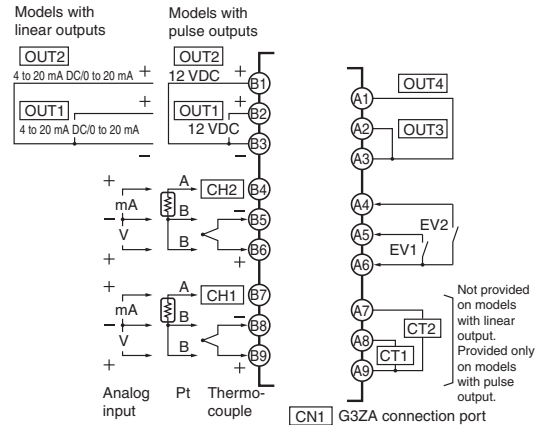 Models with
linear outputs
Models with
pulse outputs
OUT2
4 to 20 mA DC/0 to 20 mA
+
OUT2
12 VDC
+
B1
OUT1
4 to 20 mA DC/0 to 20 mA
+
OUT1
12 VDC
+
B2
−
−
B3
+
A
CH2
B4
mA
−
B
−
B5
V
+
B
+
B6
+
A
CH1
B7
mA
−
B
−
B8
V
+
B
+
B9
Analog
input
Pt
Thermo-
couple
A1
OUT4
A2
OUT3
A3
A4
A5
EV1
EV2
A6
A7
CT2
A8
CT1
A9
Not provided
on models
with linear
output.
Provided only
on models
with pulse
output.
CN1 G3ZA connection port